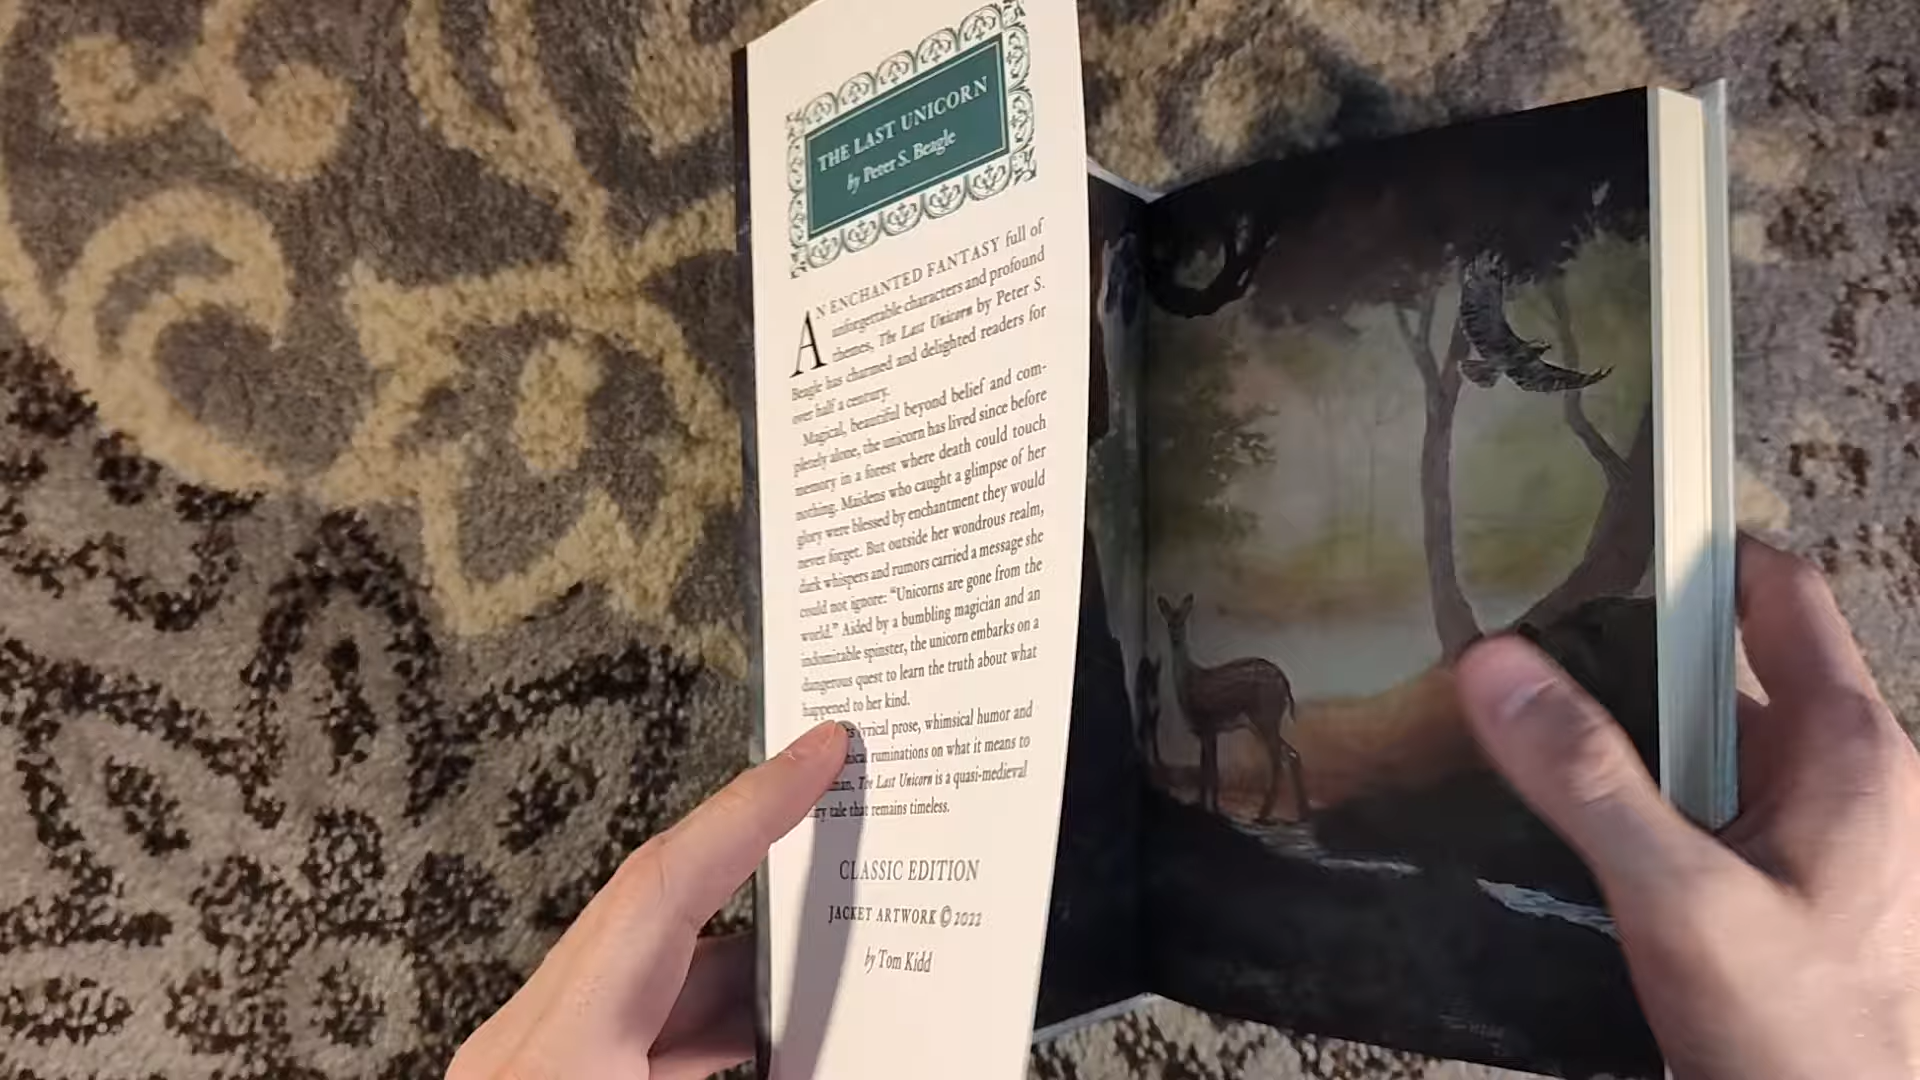 THE LAST UNICORN
by Peter S. Beagle
AN ENCHANTED FANTASY full of
unforgettable characters and profound
themes, The Last Unicorn by Peter S.
Beagle has charmed and delighted readers for
over half a century.
Magical, beautiful beyond belief and com-
pletely alone, the unicorn has lived since before
memory in a forest where death could touch
nothing. Maidens who caught a glimpse of her
glory were blessed by enchantment they would
never forget. But outside her wondrous realm,
dark whispers and rumors carried a message she
could not ignore: “Unicorns are gone from the
world.” Aided by a bumbling magician and an
indomitable spinster, the unicorn embarks on a
dangerous quest to learn the truth about what
happened to her kind.
lyrical prose, whimsical humor and
ruminations on what it means to
The Last Unicorn is a quasi-medieval
tale that remains timeless.
CLASSIC EDITION
JACKET ARTWORK © 2022
by Tom Kidd